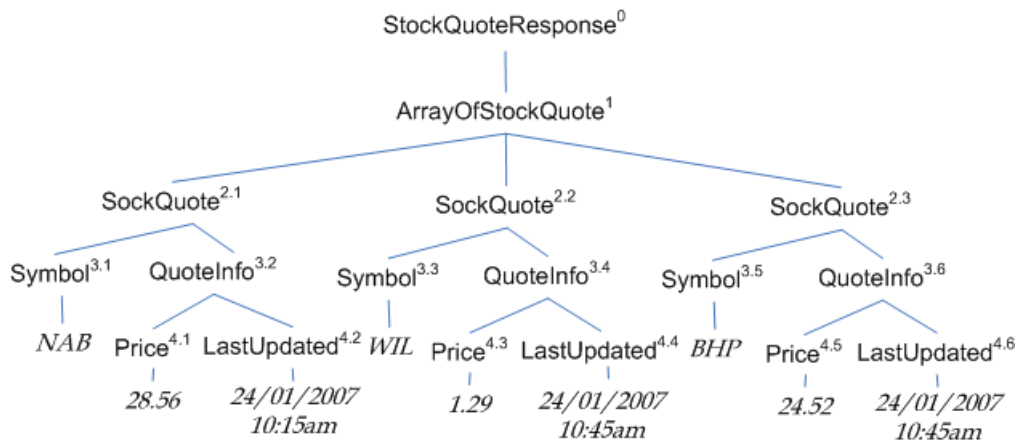 StockQuoteResponse0
ArrayOfStockQuote1
SockQuote2.1
SockQuote2.2
SockQuote2.3
Symbol3.1
QuoteInfo3.2
Symbol3.3
QuoteInfo3.4
Symbol3.5
QuoteInfo3.6
NAB
Price4.1
LastUpdated4.2
WIL
Price4.3
LastUpdated4.4
BHP
Price4.5
LastUpdated4.6
28.56
24/01/2007
10:15am
1.29
24/01/2007
10:45am
24.52
24/01/2007
10:45am